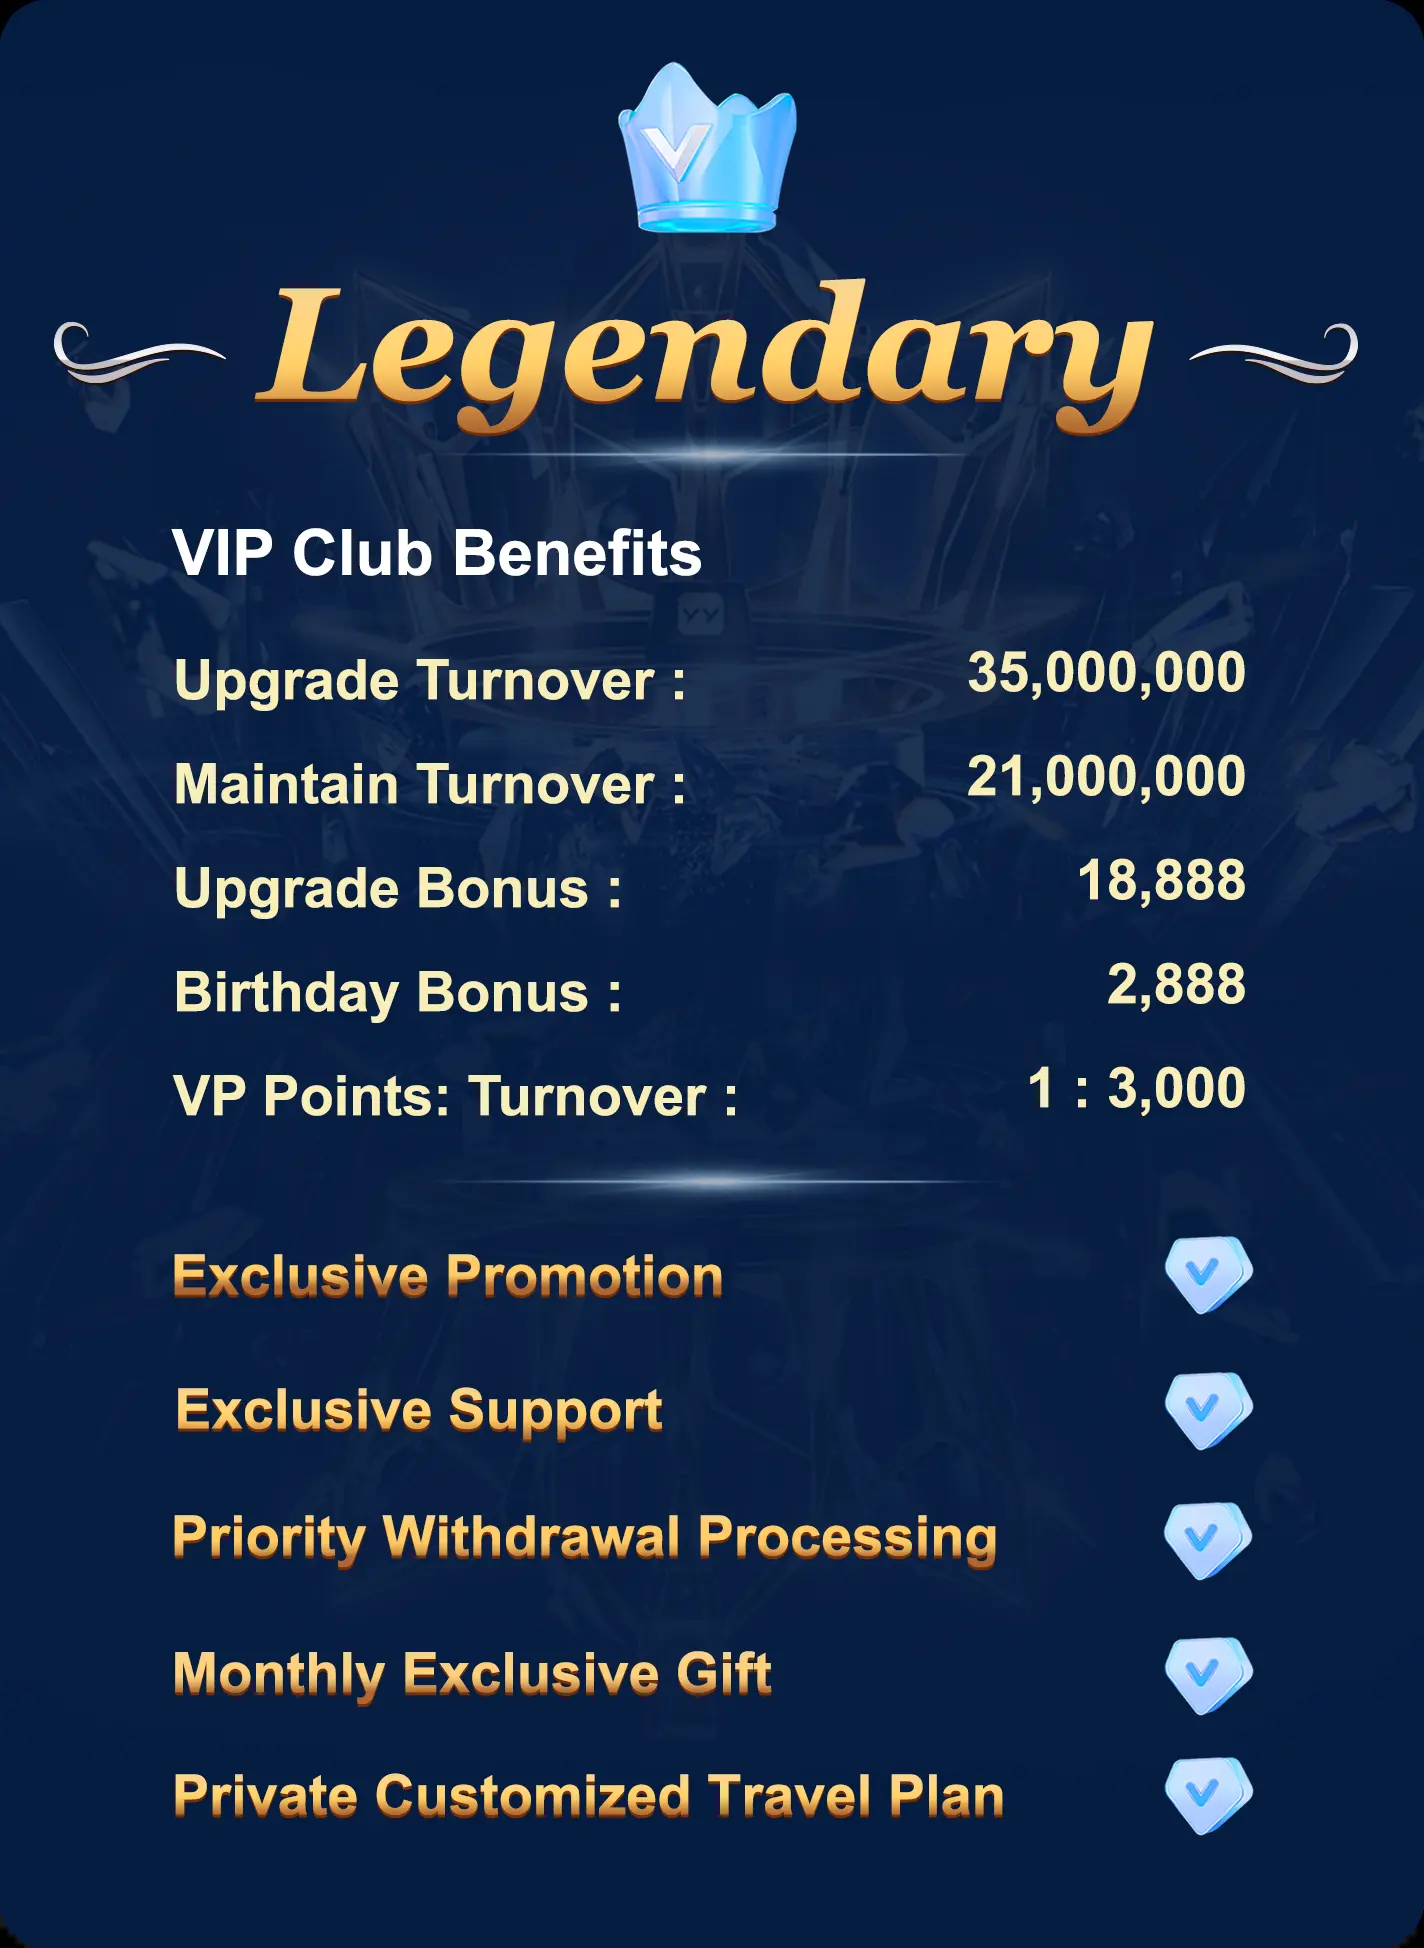 V
Legendary
VIP Club Benefits
Upgrade Turnover : 35,000,000
Maintain Turnover : 21,000,000
Upgrade Bonus : 18,888
Birthday Bonus : 2,888
VP Points: Turnover : 1 : 3,000
Exclusive Promotion
Exclusive Support
Priority Withdrawal Processing
Monthly Exclusive Gift
Private Customized Travel Plan